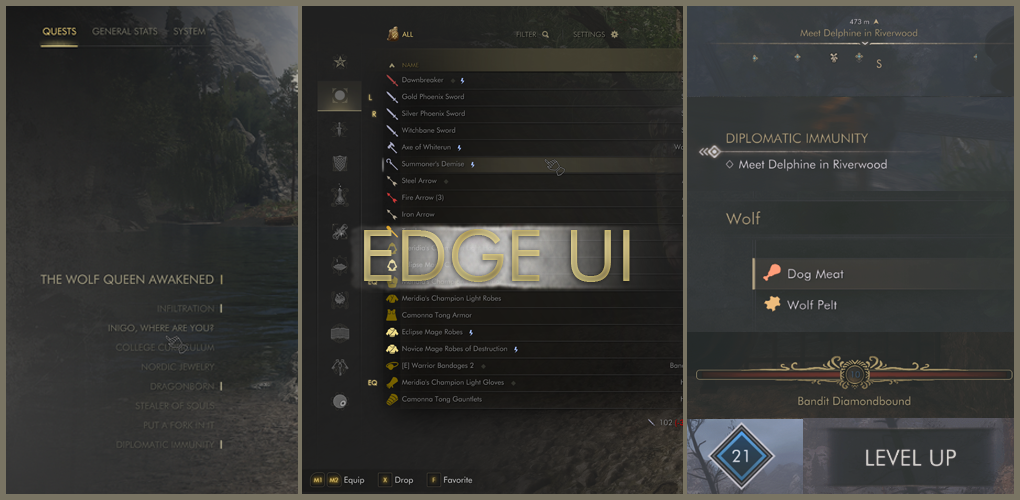 QUESTS GENERAL STATS SYSTEM
THE WOLF QUEEN AWAKENED
INFILTRATION
INIGO, WHERE ARE YOU?
COLLEGE CURRICULUM
NORDIC JEWELRY
DRAGONBORN
STEALER OF SOULS
PUT A FORK IN IT
DIPLOMATIC IMMUNITY
ALL FILTER SETTINGS
NAME
Dawnbreaker
L Gold Phoenix Sword
R Silver Phoenix Sword
Witchbane Sword
Axe of Whiterun
Summoner's Demise
Steel Arrow
Fire Arrow (3)
Iron Arrow
EDGE UI
Meridia's Champion Light Robes
Camonna Tong Armor
Eclipse Mage Robes
Novice Mage Robes of Destruction
[E] Warrior Bandages 2
EQ Meridia's Champion Light Gloves
Camonna Tong Gauntlets
102
M1 M2 Equip X Drop F Favorite
473 m
Meet Delphine in Riverwood
S
DIPLOMATIC IMMUNITY
Meet Delphine in Riverwood
Wolf
Dog Meat
Wolf Pelt
Bandit Diamondbound
21
LEVEL UP